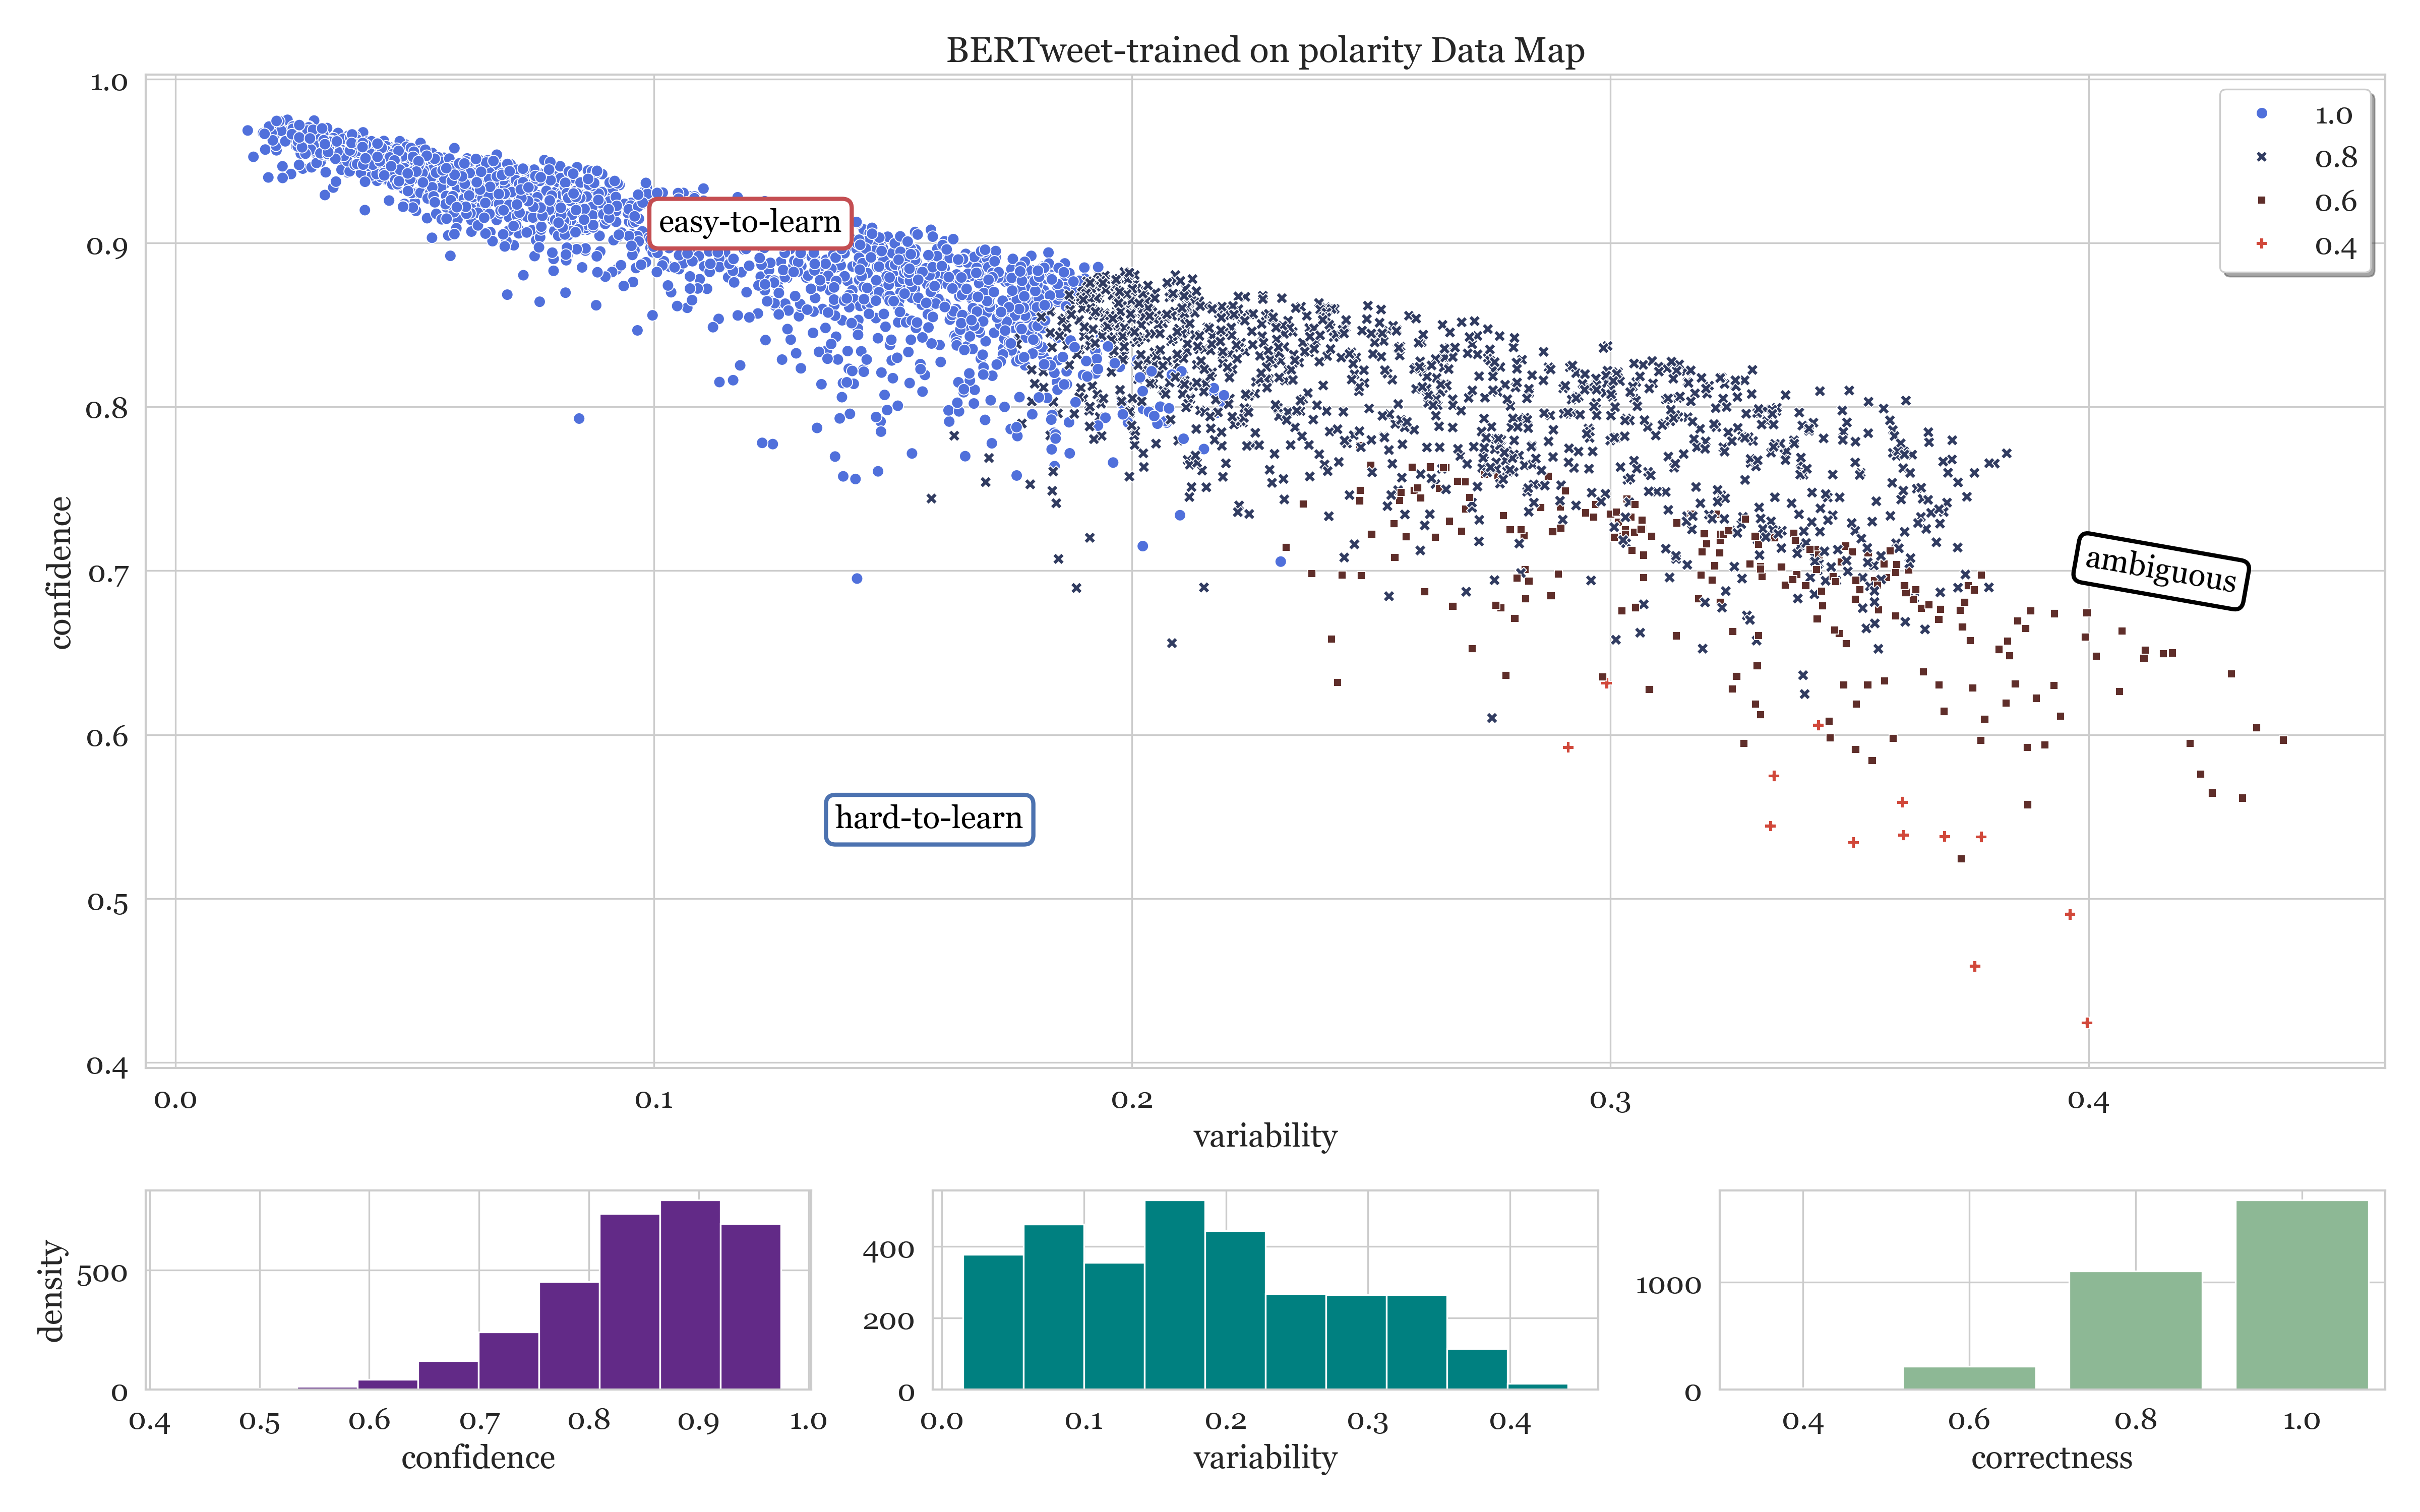 BERTweet-trained on polarity Data Map
1.0
0.9
0.8
0.7
0.6
0.5
0.4
confidence
1.0
0.8
0.6
0.4
easy-to-learn
ambiguous
hard-to-learn
0.0 0.1 0.2 0.3 0.4
variability
density
500
0
0.4 0.5 0.6 0.7 0.8 0.9 1.0
confidence
400
200
0
0.0 0.1 0.2 0.3 0.4
variability
1000
0
0.4 0.6 0.8 1.0
correctness